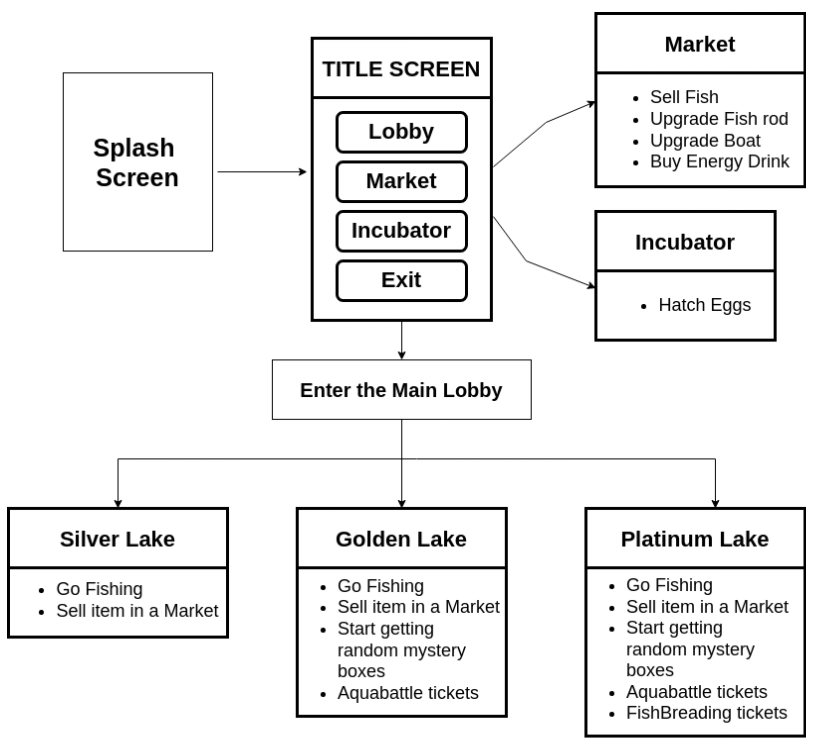 Splash
Screen
TITLE SCREEN
Lobby
Market
Incubator
Exit
Market
Sell Fish
Upgrade Fish rod
Upgrade Boat
Buy Energy Drink
Incubator
Hatch Eggs
Enter the Main Lobby
Silver Lake
Go Fishing
Sell item in a Market
Golden Lake
Go Fishing
Sell item in a Market
Start getting
random mystery
boxes
Aquabattle tickets
Platinum Lake
Go Fishing
Sell item in a Market
Start getting
random mystery
boxes
Aquabattle tickets
FishBreading tickets